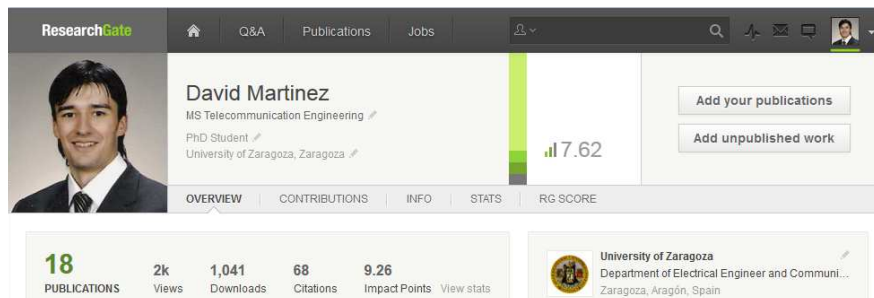 ResearchGate Q&A Publications Jobs
David Martinez
MS Telecommunication Engineering
PhD Student
University of Zaragoza, Zaragoza
7.62
Add your publications
Add unpublished work
OVERVIEW CONTRIBUTIONS INFO STATS RG SCORE
18
PUBLICATIONS
2k
Views
1,041
Downloads
68
Citations
9.26
Impact Points View stats
University of Zaragoza
Department of Electrical Engineer and Communi...
Zaragoza, Aragón, Spain